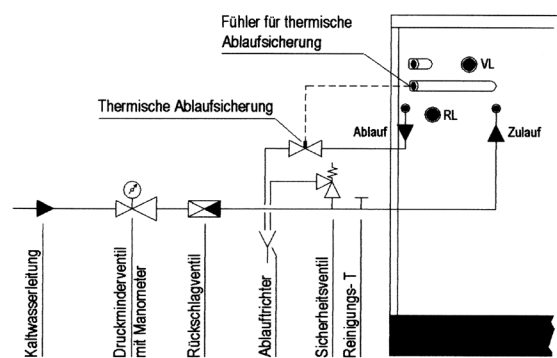 Fühler für thermische
Ablaufsicherung
VL
Thermische Ablaufsicherung
RL
Ablauf
Zulauf
Kaltwasserleitung
Druckminderventil
mit Manometer
Rückschlagventil
Ablauftrichter
Sicherheitsventil
Reinigungs- T